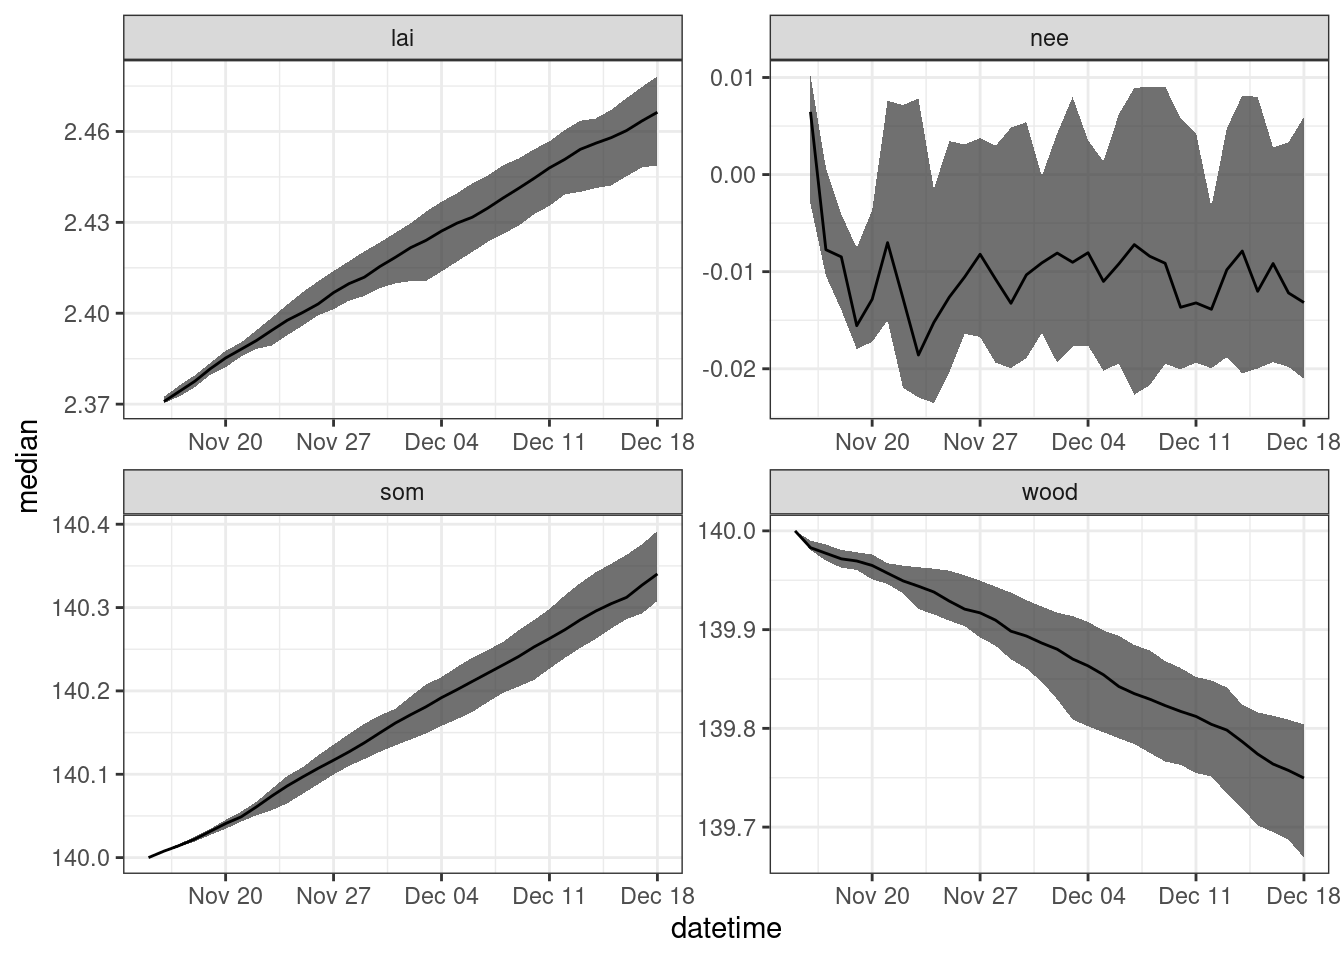 lai
nee
2.46
2.43
2.40
2.37
0.01
0.00
-0.01
-0.02
Nov 20 Nov 27 Dec 04 Dec 11 Dec 18
Nov 20 Nov 27 Dec 04 Dec 11 Dec 18
median
som
wood
140.4
140.3
140.2
140.1
140.0
140.0
139.9
139.8
139.7
Nov 20 Nov 27 Dec 04 Dec 11 Dec 18
Nov 20 Nov 27 Dec 04 Dec 11 Dec 18
datetime